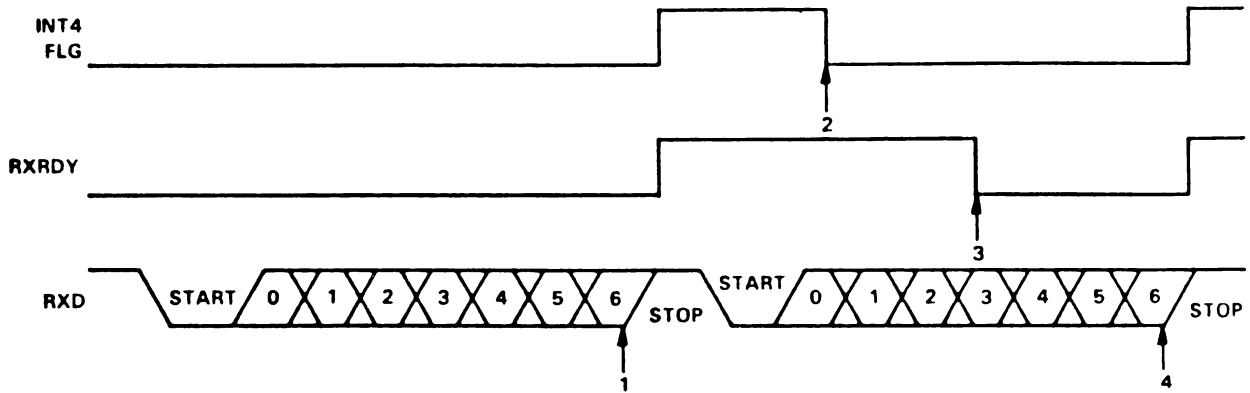 INT4
FLG
2
RXRDY
3
RXD
START 0 1 2 3 4 5 6 STOP START 0 1 2 3 4 5 6 STOP
1
4